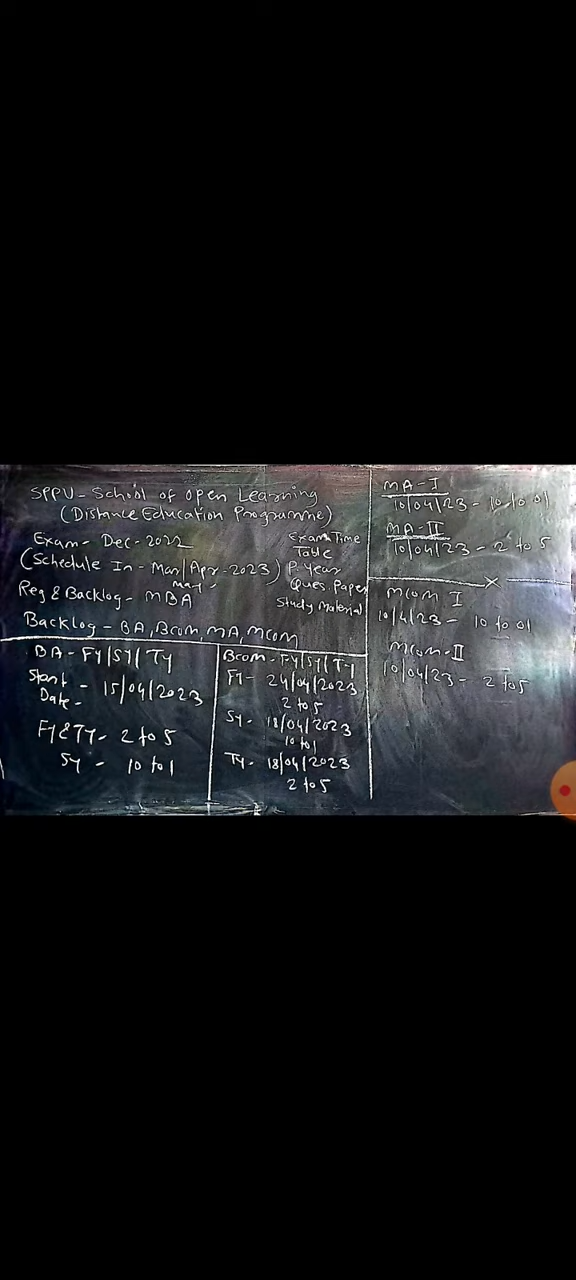 SPPU - School of Open Learning
(Distance Education Programme)
Exam - Dec - 2022
(Schedule In - Mar/Apr - 2023)
May -
Reg & Backlog - MBA
Backlog - BA, Bcom, MA, MCOM
Exam Time
Table
P. Year
Ques. Paper
Study Material
BA - FY/SY/TY
Start
Date - - 15/04/2023
FY & TY - 2 to 5
SY - 10 to 1
Bcom - FY/SY/TY
FY - 24/04/2023
2 to 5
SY - 18/04/2023
10 to 1
TY - 18/04/2023
2 to 5
MA - I
10/04/23 - 10 to 01
MA - II
10/04/23 - 2 to 5
MCOM I
10/4/23 - 10 to 01
MCOM - II
10/04/23 - 2 to 5